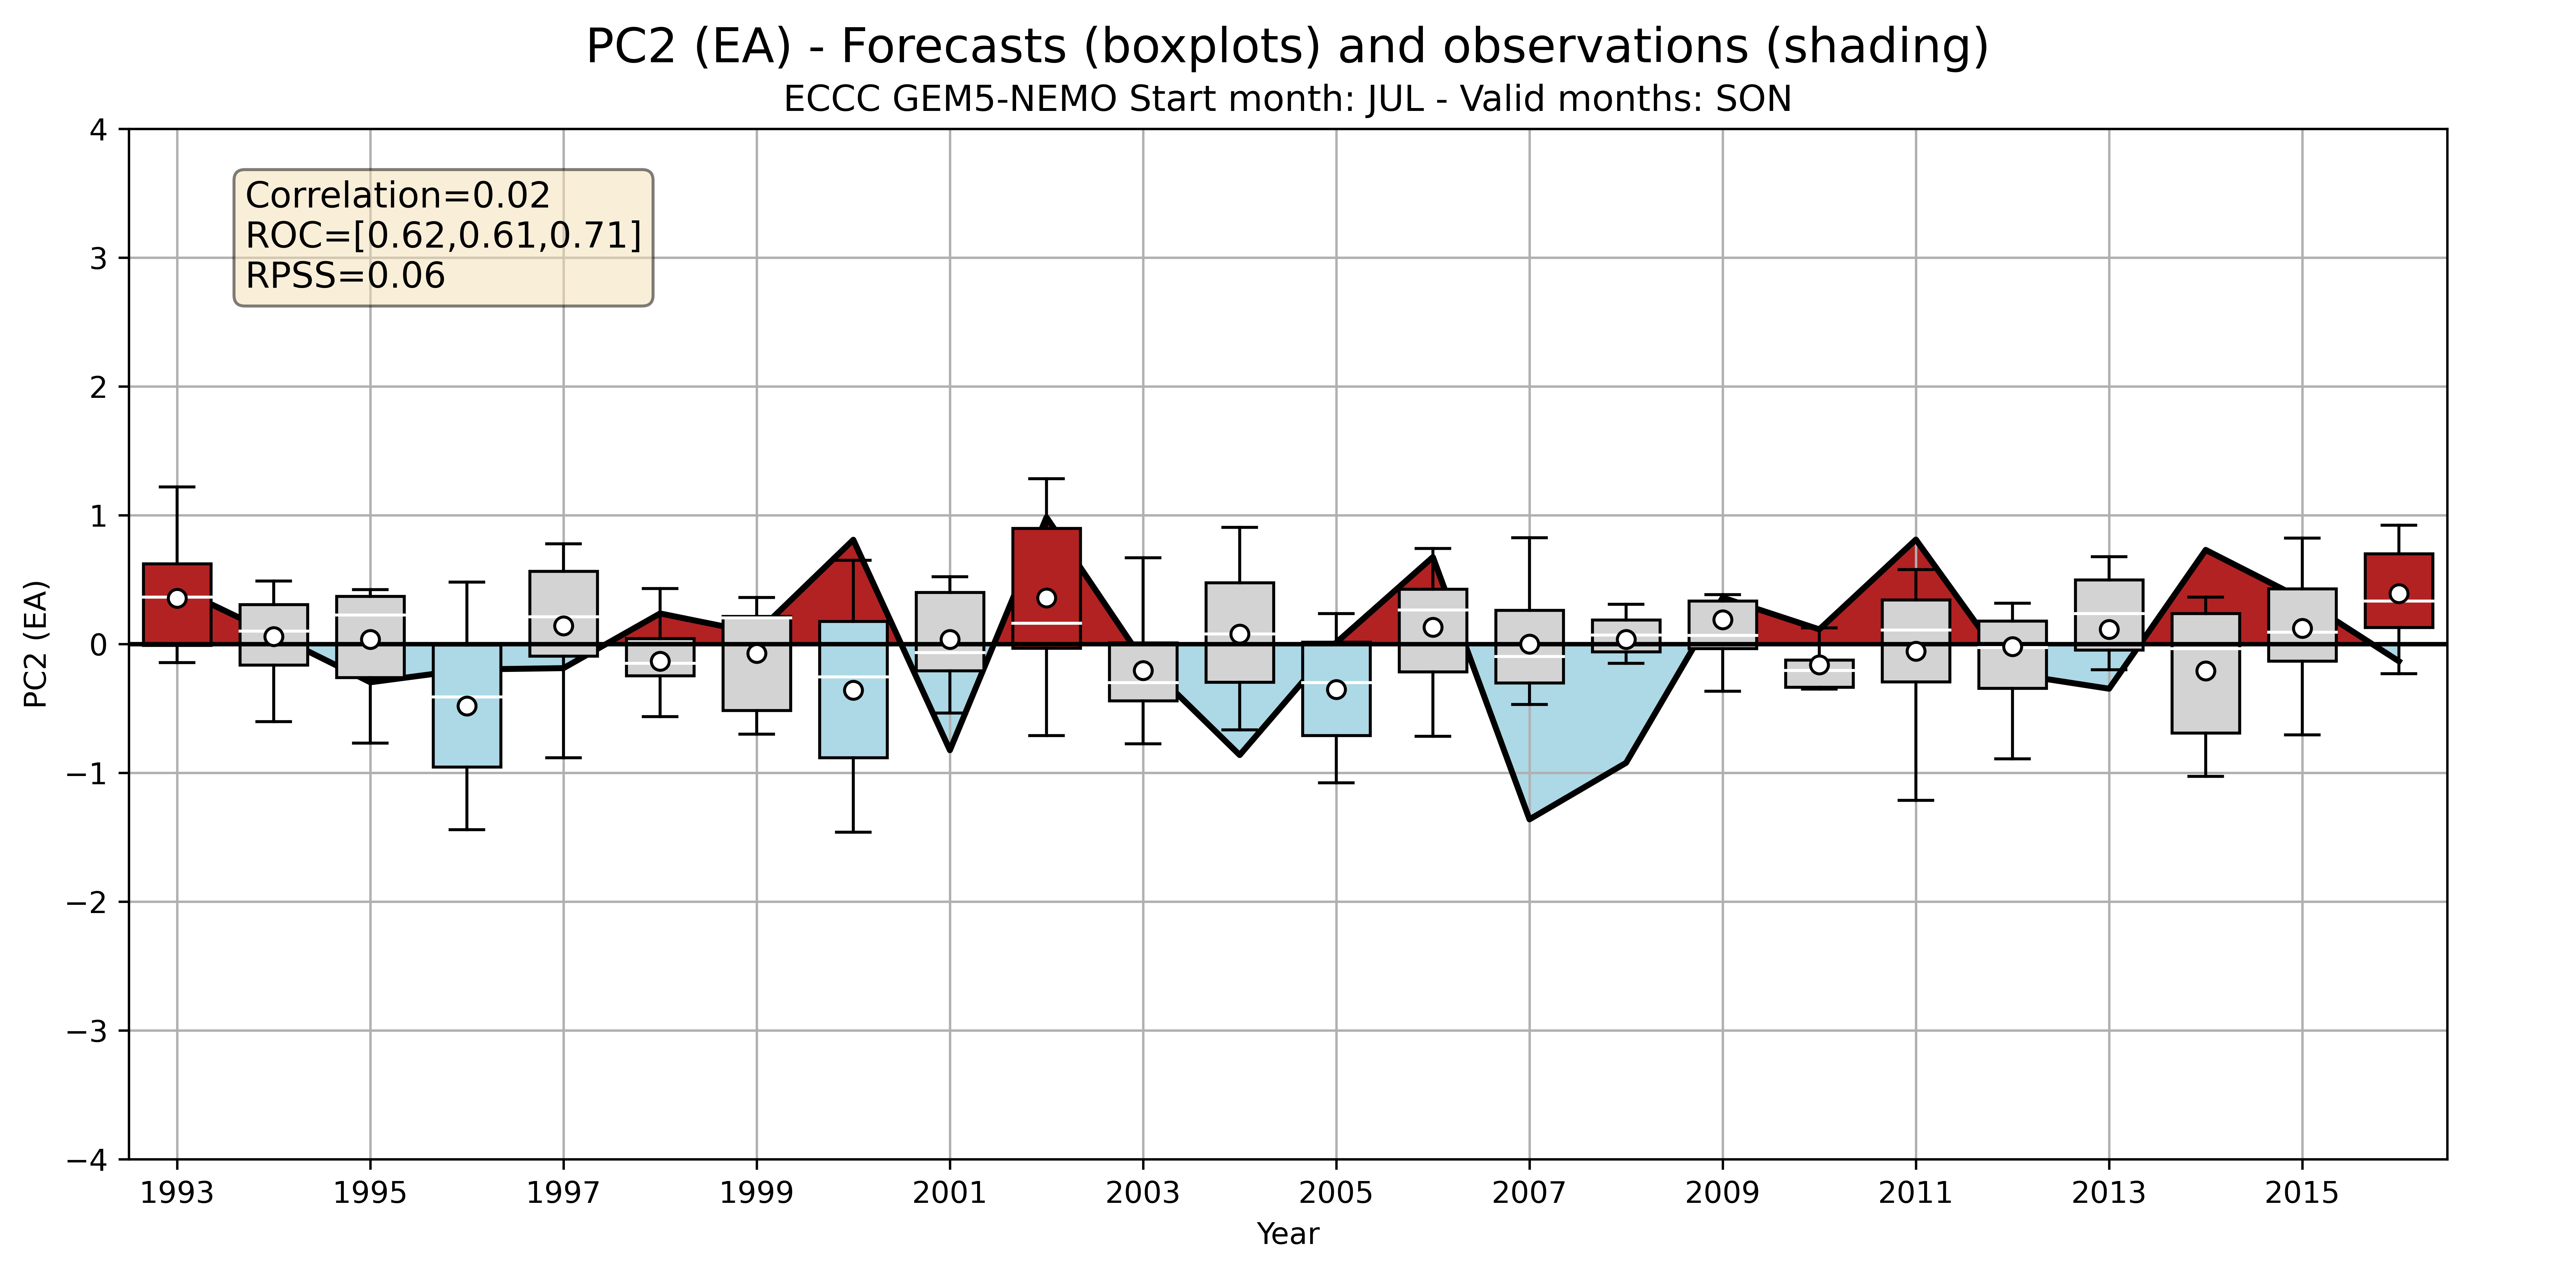 PC2 (EA) - Forecasts (boxplots) and observations (shading)
ECCC GEM5-NEMO Start month: JUL - Valid months: SON
Correlation=0.02
ROC=[0.62,0.61,0.71]
RPSS=0.06
PC2 (EA)
4
3
2
1
0
−1
−2
−3
−4
1993 1995 1997 1999 2001 2003 2005 2007 2009 2011 2013 2015
Year